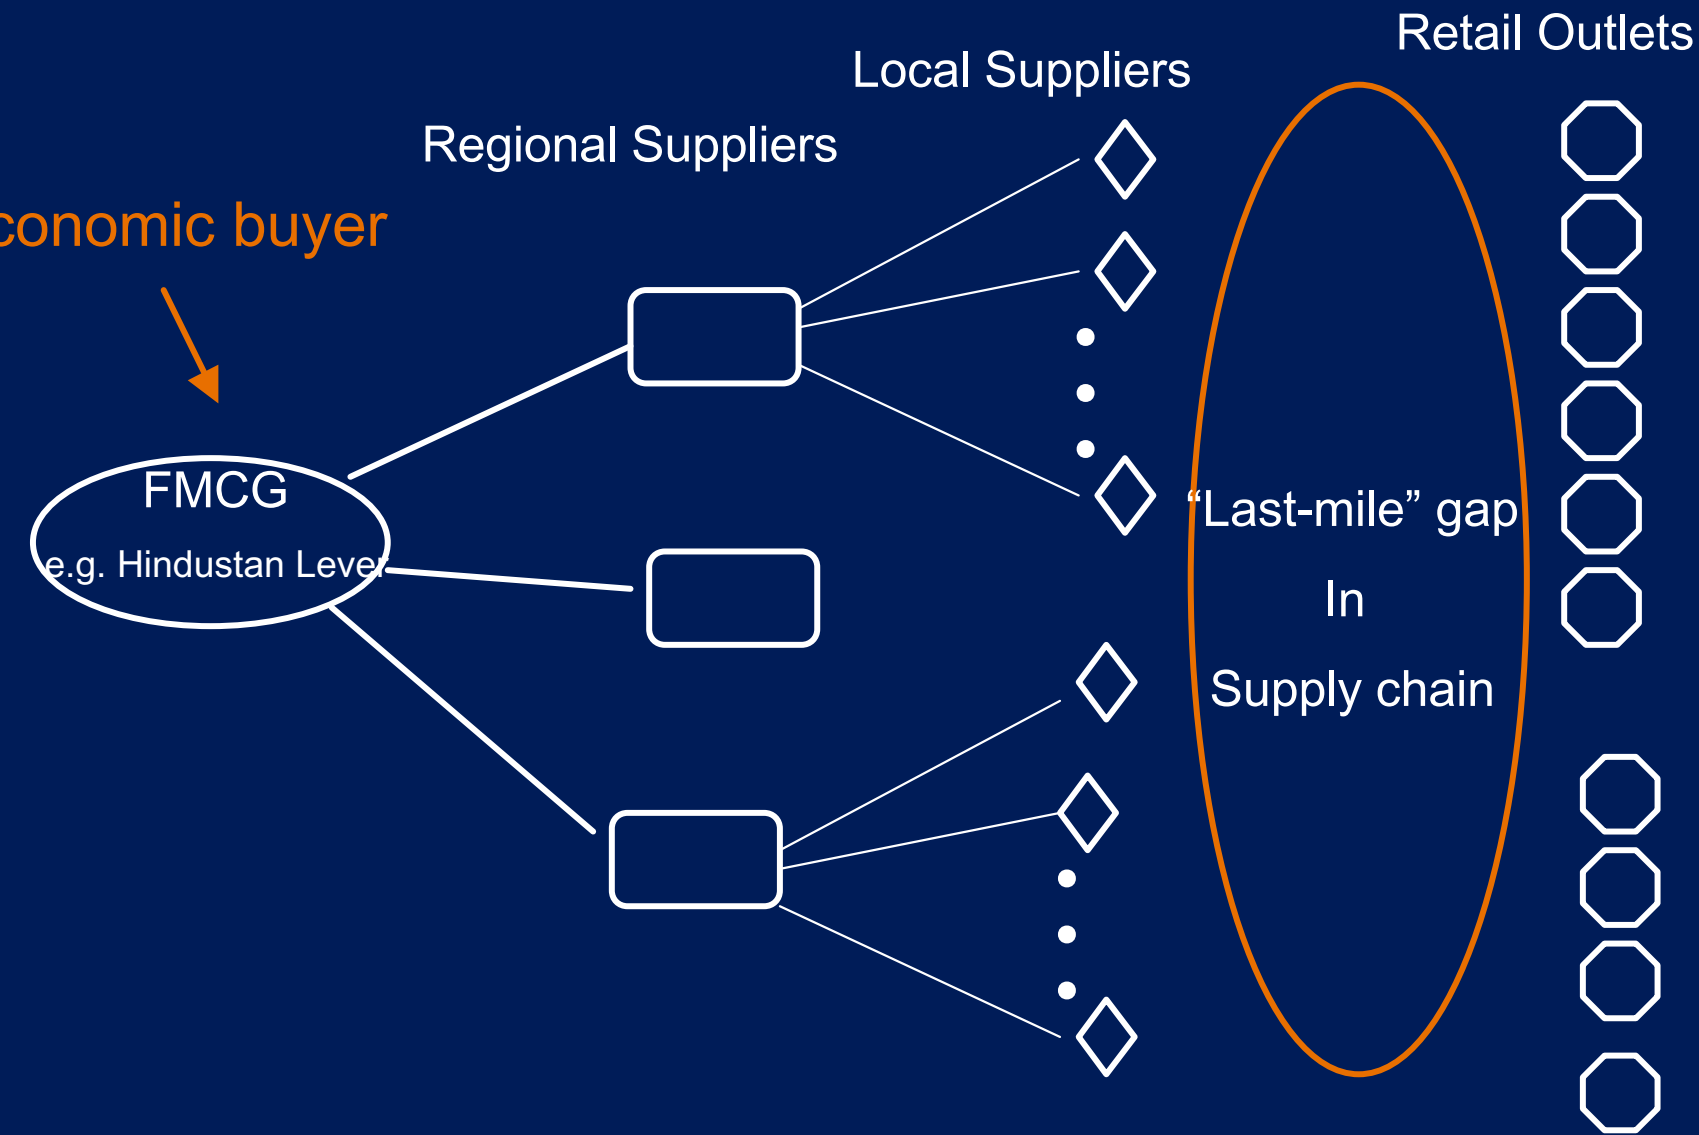 Retail Outlets
Local Suppliers
Regional Suppliers
conomic buyer
FMCG
e.g. Hindustan Lever
“Last-mile” gap
In
Supply chain